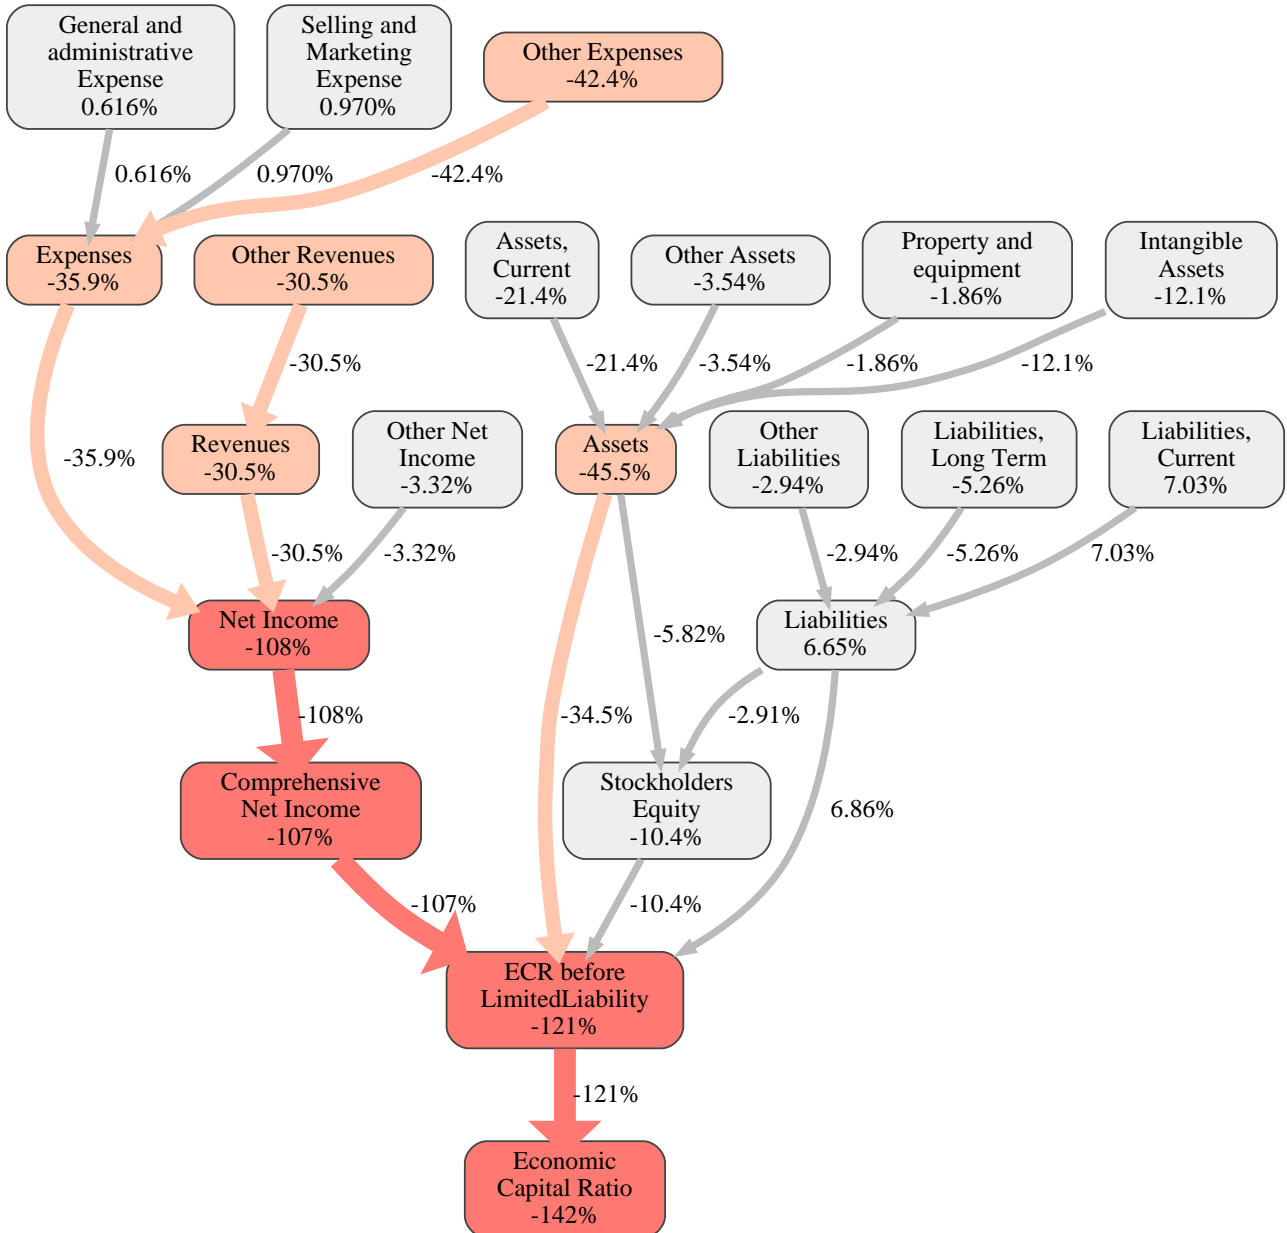 General and
administrative
Expense
0.616%
Selling and
Marketing
Expense
0.970%
Other Expenses
-42.4%
0.616%
0.970%
-42.4%
Expenses
-35.9%
Other Revenues
-30.5%
Assets,
Current
-21.4%
Other Assets
-3.54%
Property and
equipment
-1.86%
Intangible
Assets
-12.1%
-30.5%
-21.4%
-3.54%
-1.86%
-12.1%
-35.9%
Revenues
-30.5%
Other Net
Income
-3.32%
Assets
-45.5%
Other
Liabilities
-2.94%
Liabilities,
Long Term
-5.26%
Liabilities,
Current
7.03%
-30.5%
-3.32%
-2.94%
-5.26%
7.03%
Net Income
-108%
-5.82%
Liabilities
6.65%
-108%
-34.5%
-2.91%
Comprehensive
Net Income
-107%
Stockholders
Equity
-10.4%
6.86%
-107%
-10.4%
ECR before
LimitedLiability
-121%
-121%
Economic
Capital Ratio
-142%